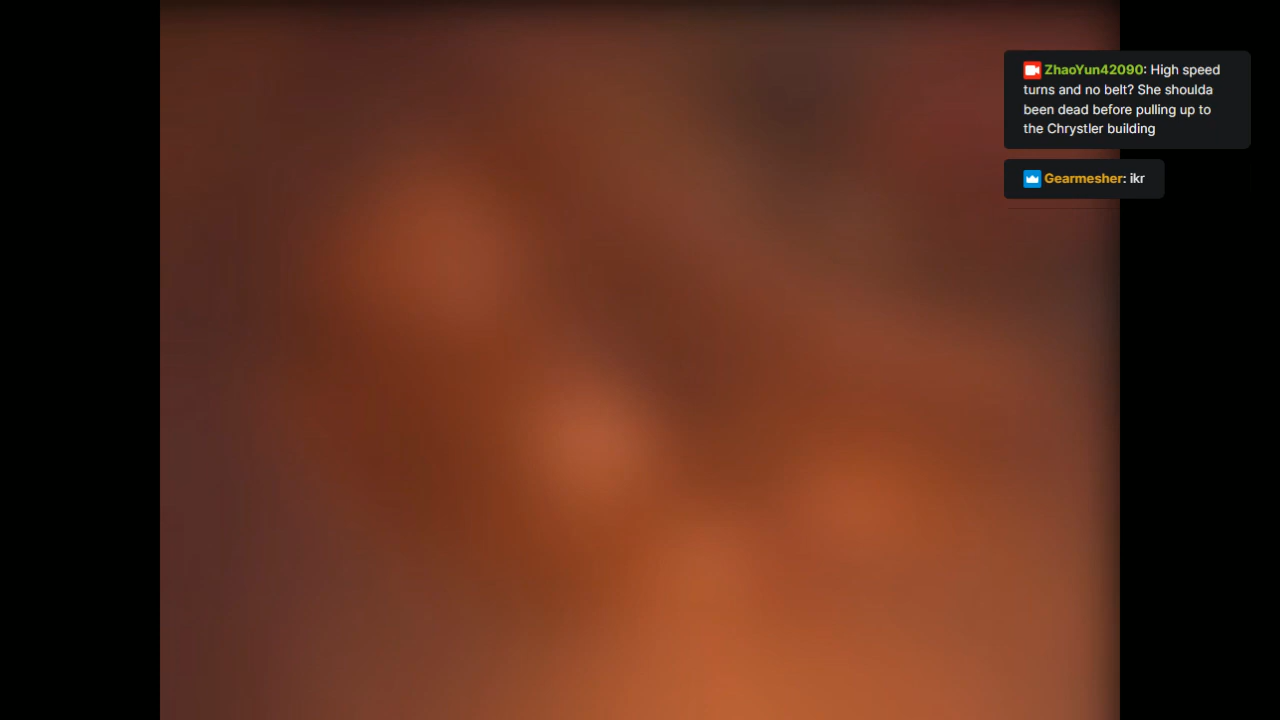 ZhaoYun42090: High speed
turns and no belt? She shoulda
been dead before pulling up to
the Chrystler building
Gearmesher: ikr